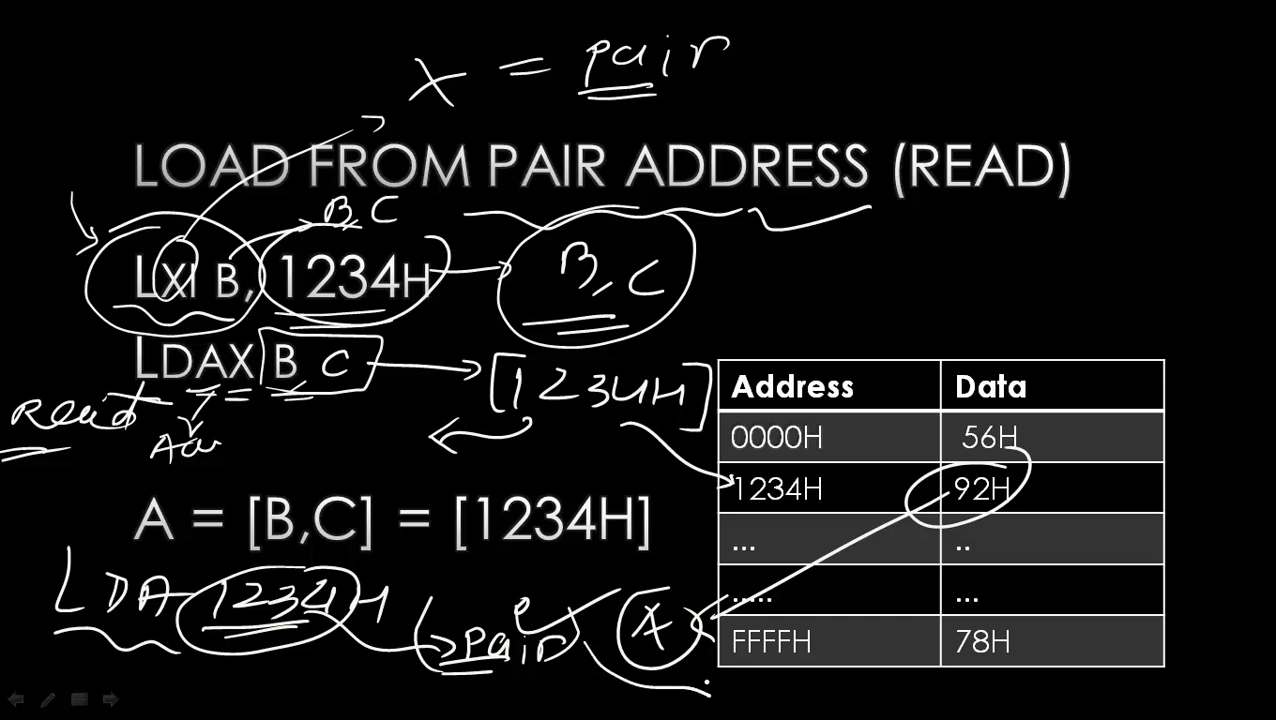 X = pair
LOAD FROM PAIR ADDRESS (READ)
B, C
LXI B, 1234H
B, C
LDAX B C
[1234H]
Read
Acc
A = [B,C] = [1234H]
LDA 1234H
pair
A
Address Data
0000H 56H
1234H 92H
... ..
..... ...
FFFFH 78H